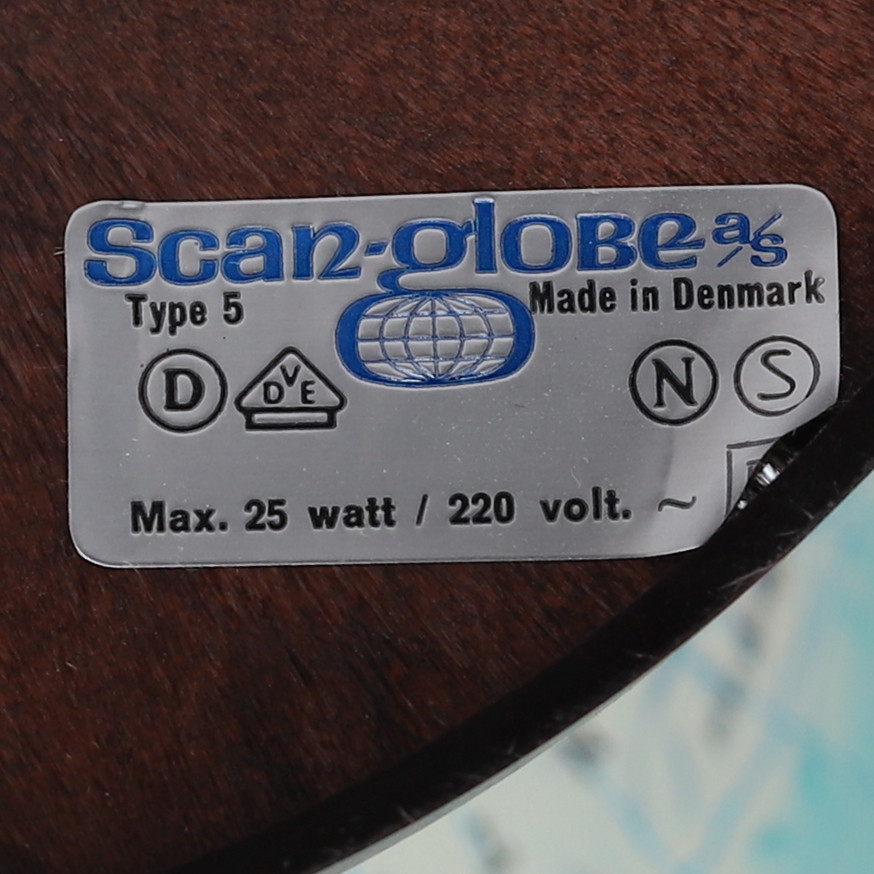 Scan-globe a/s
Type 5 Made in Denmark
D DVE N S
Max. 25 watt / 220 volt. ~